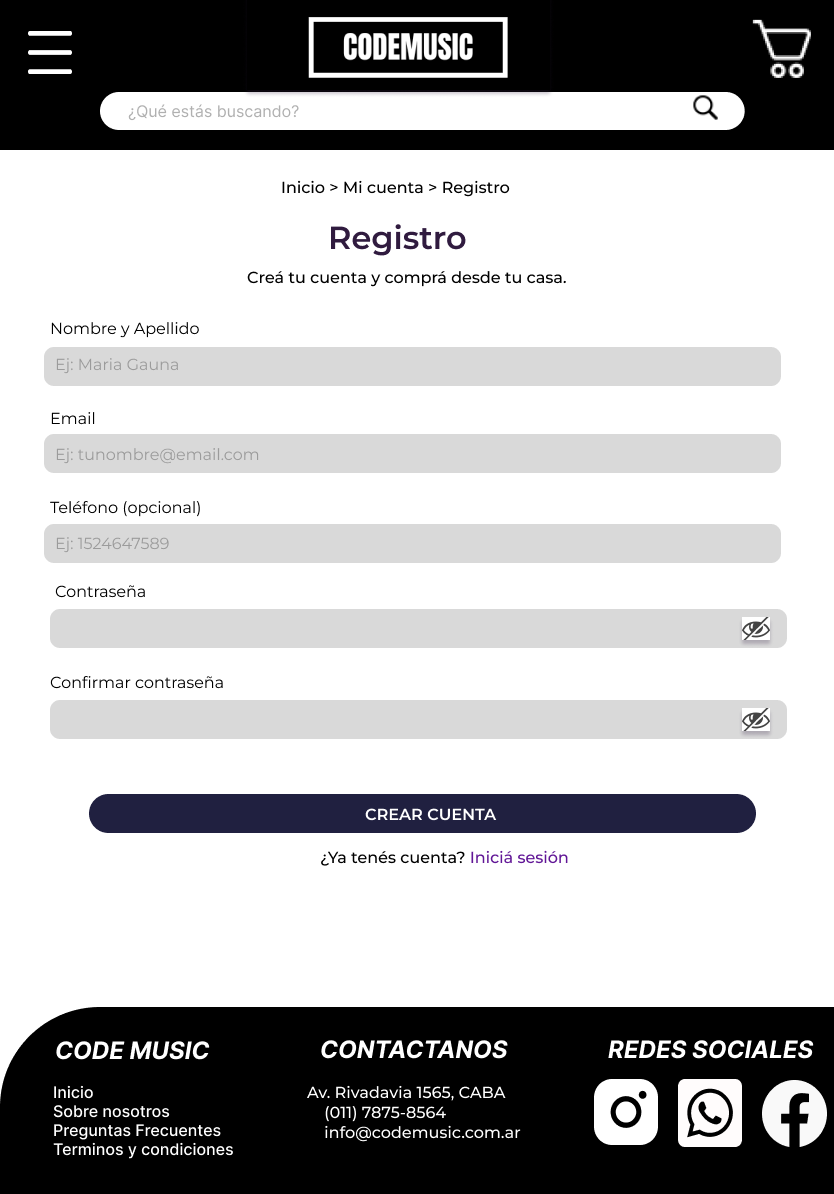 CODEMUSIC
¿Qué estás buscando?
Inicio > Mi cuenta > Registro
Registro
Creá tu cuenta y comprá desde tu casa.
Nombre y Apellido
Ej: Maria Gauna
Email
Ej: tunombre@email.com
Teléfono (opcional)
Ej: 1524647589
Contraseña
Confirmar contraseña
CREAR CUENTA
¿Ya tenés cuenta? Iniciá sesión
CODE MUSIC
Inicio
Sobre nosotros
Preguntas Frecuentes
Terminos y condiciones
CONTACTANOS
Av. Rivadavia 1565, CABA
(011) 7875-8564
info@codemusic.com.ar
REDES SOCIALES